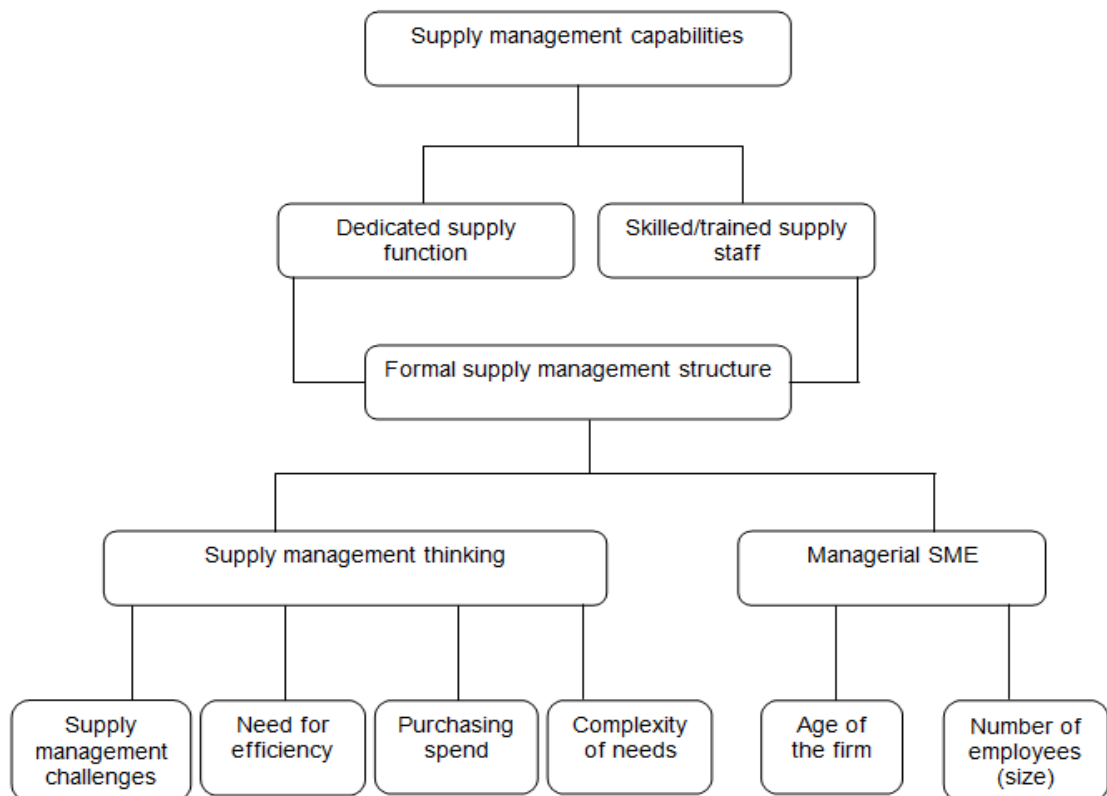 Supply management capabilities
Dedicated supply
function
Skilled/trained supply
staff
Formal supply management structure
Supply management thinking
Managerial SME
Supply
management
challenges
Need for
efficiency
Purchasing
spend
Complexity
of needs
Age of
the firm
Number of
employees
(size)